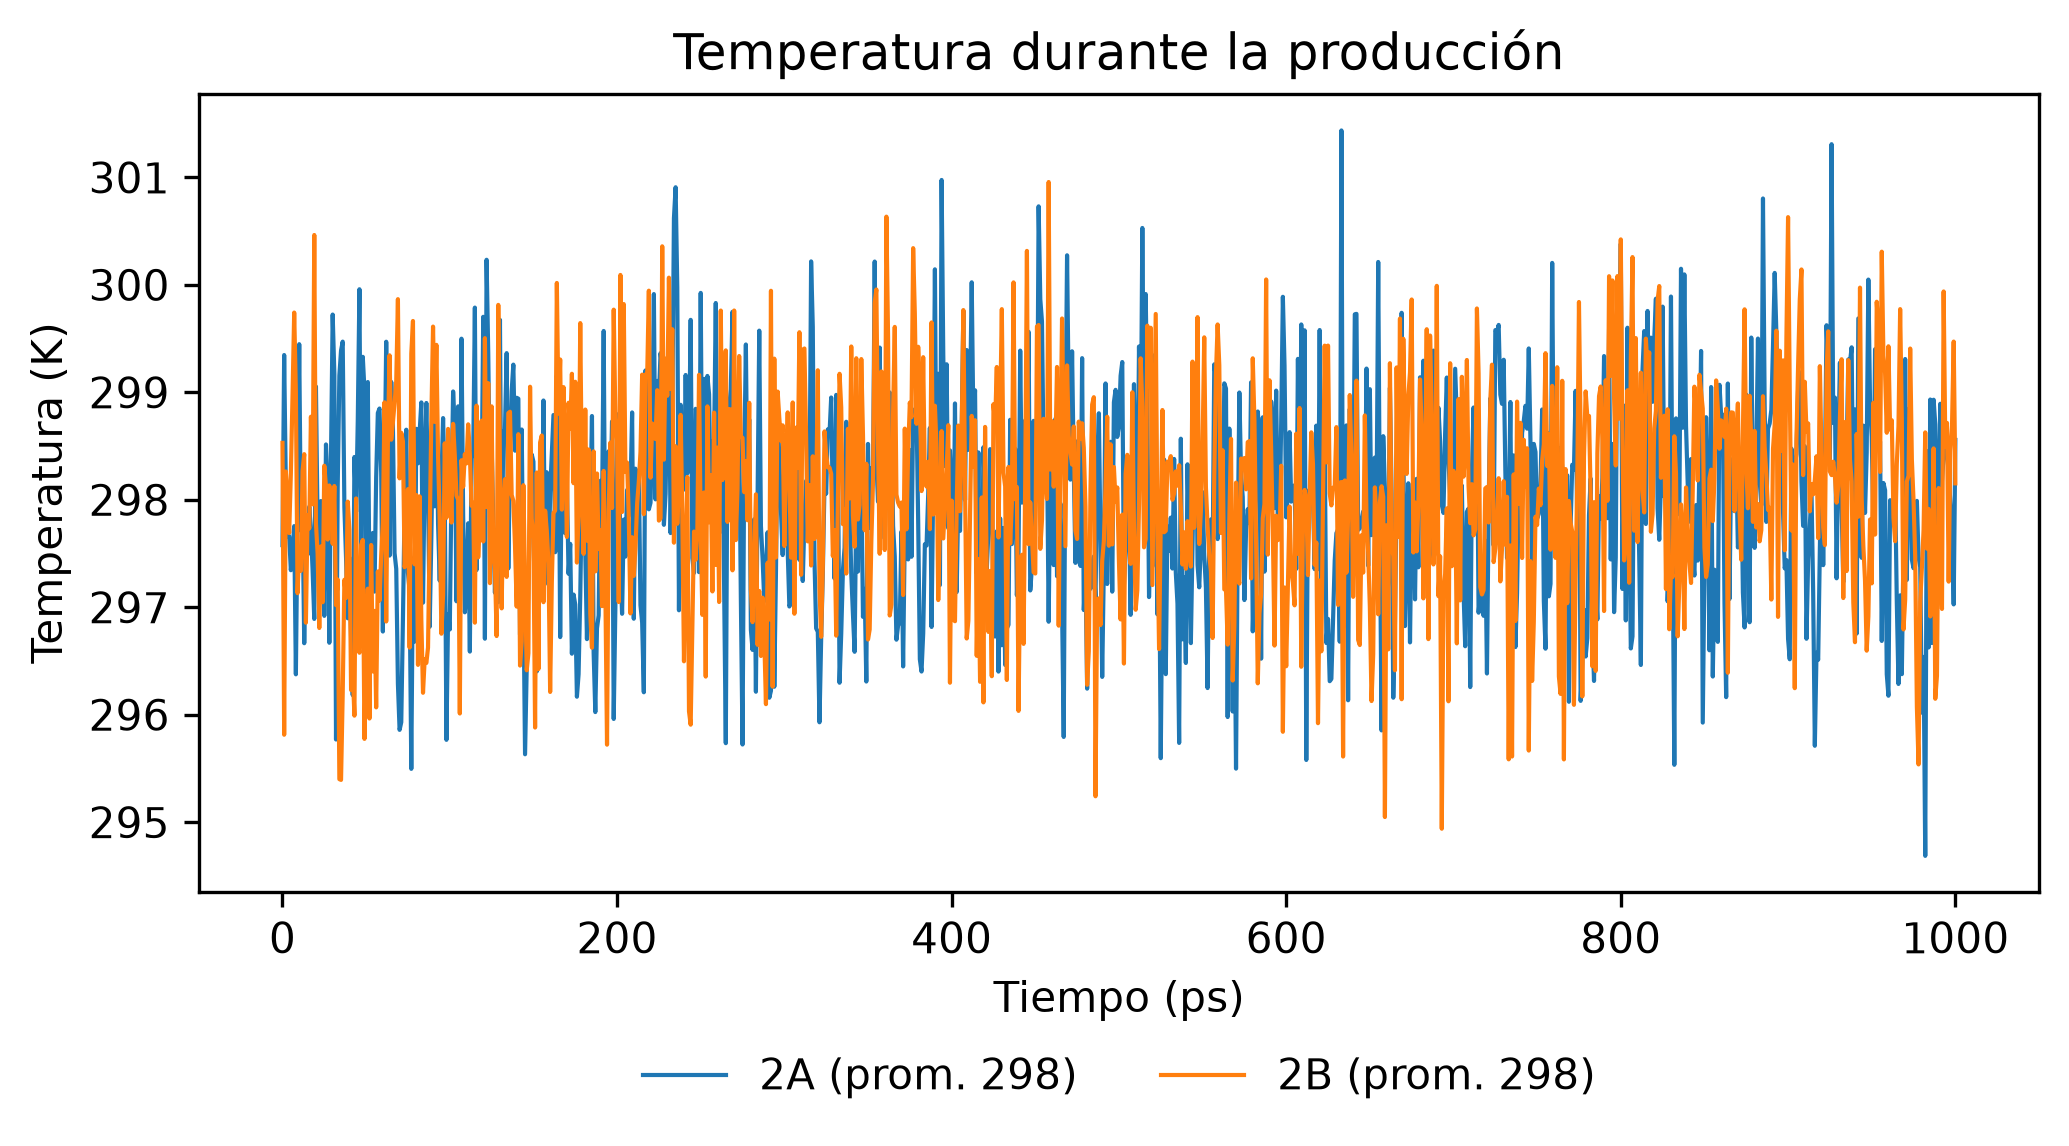 Temperatura durante la producción
Temperatura (K)
301
300
299
298
297
296
295
0 200 400 600 800 1000
Tiempo (ps)
2A (prom. 298) 2B (prom. 298)